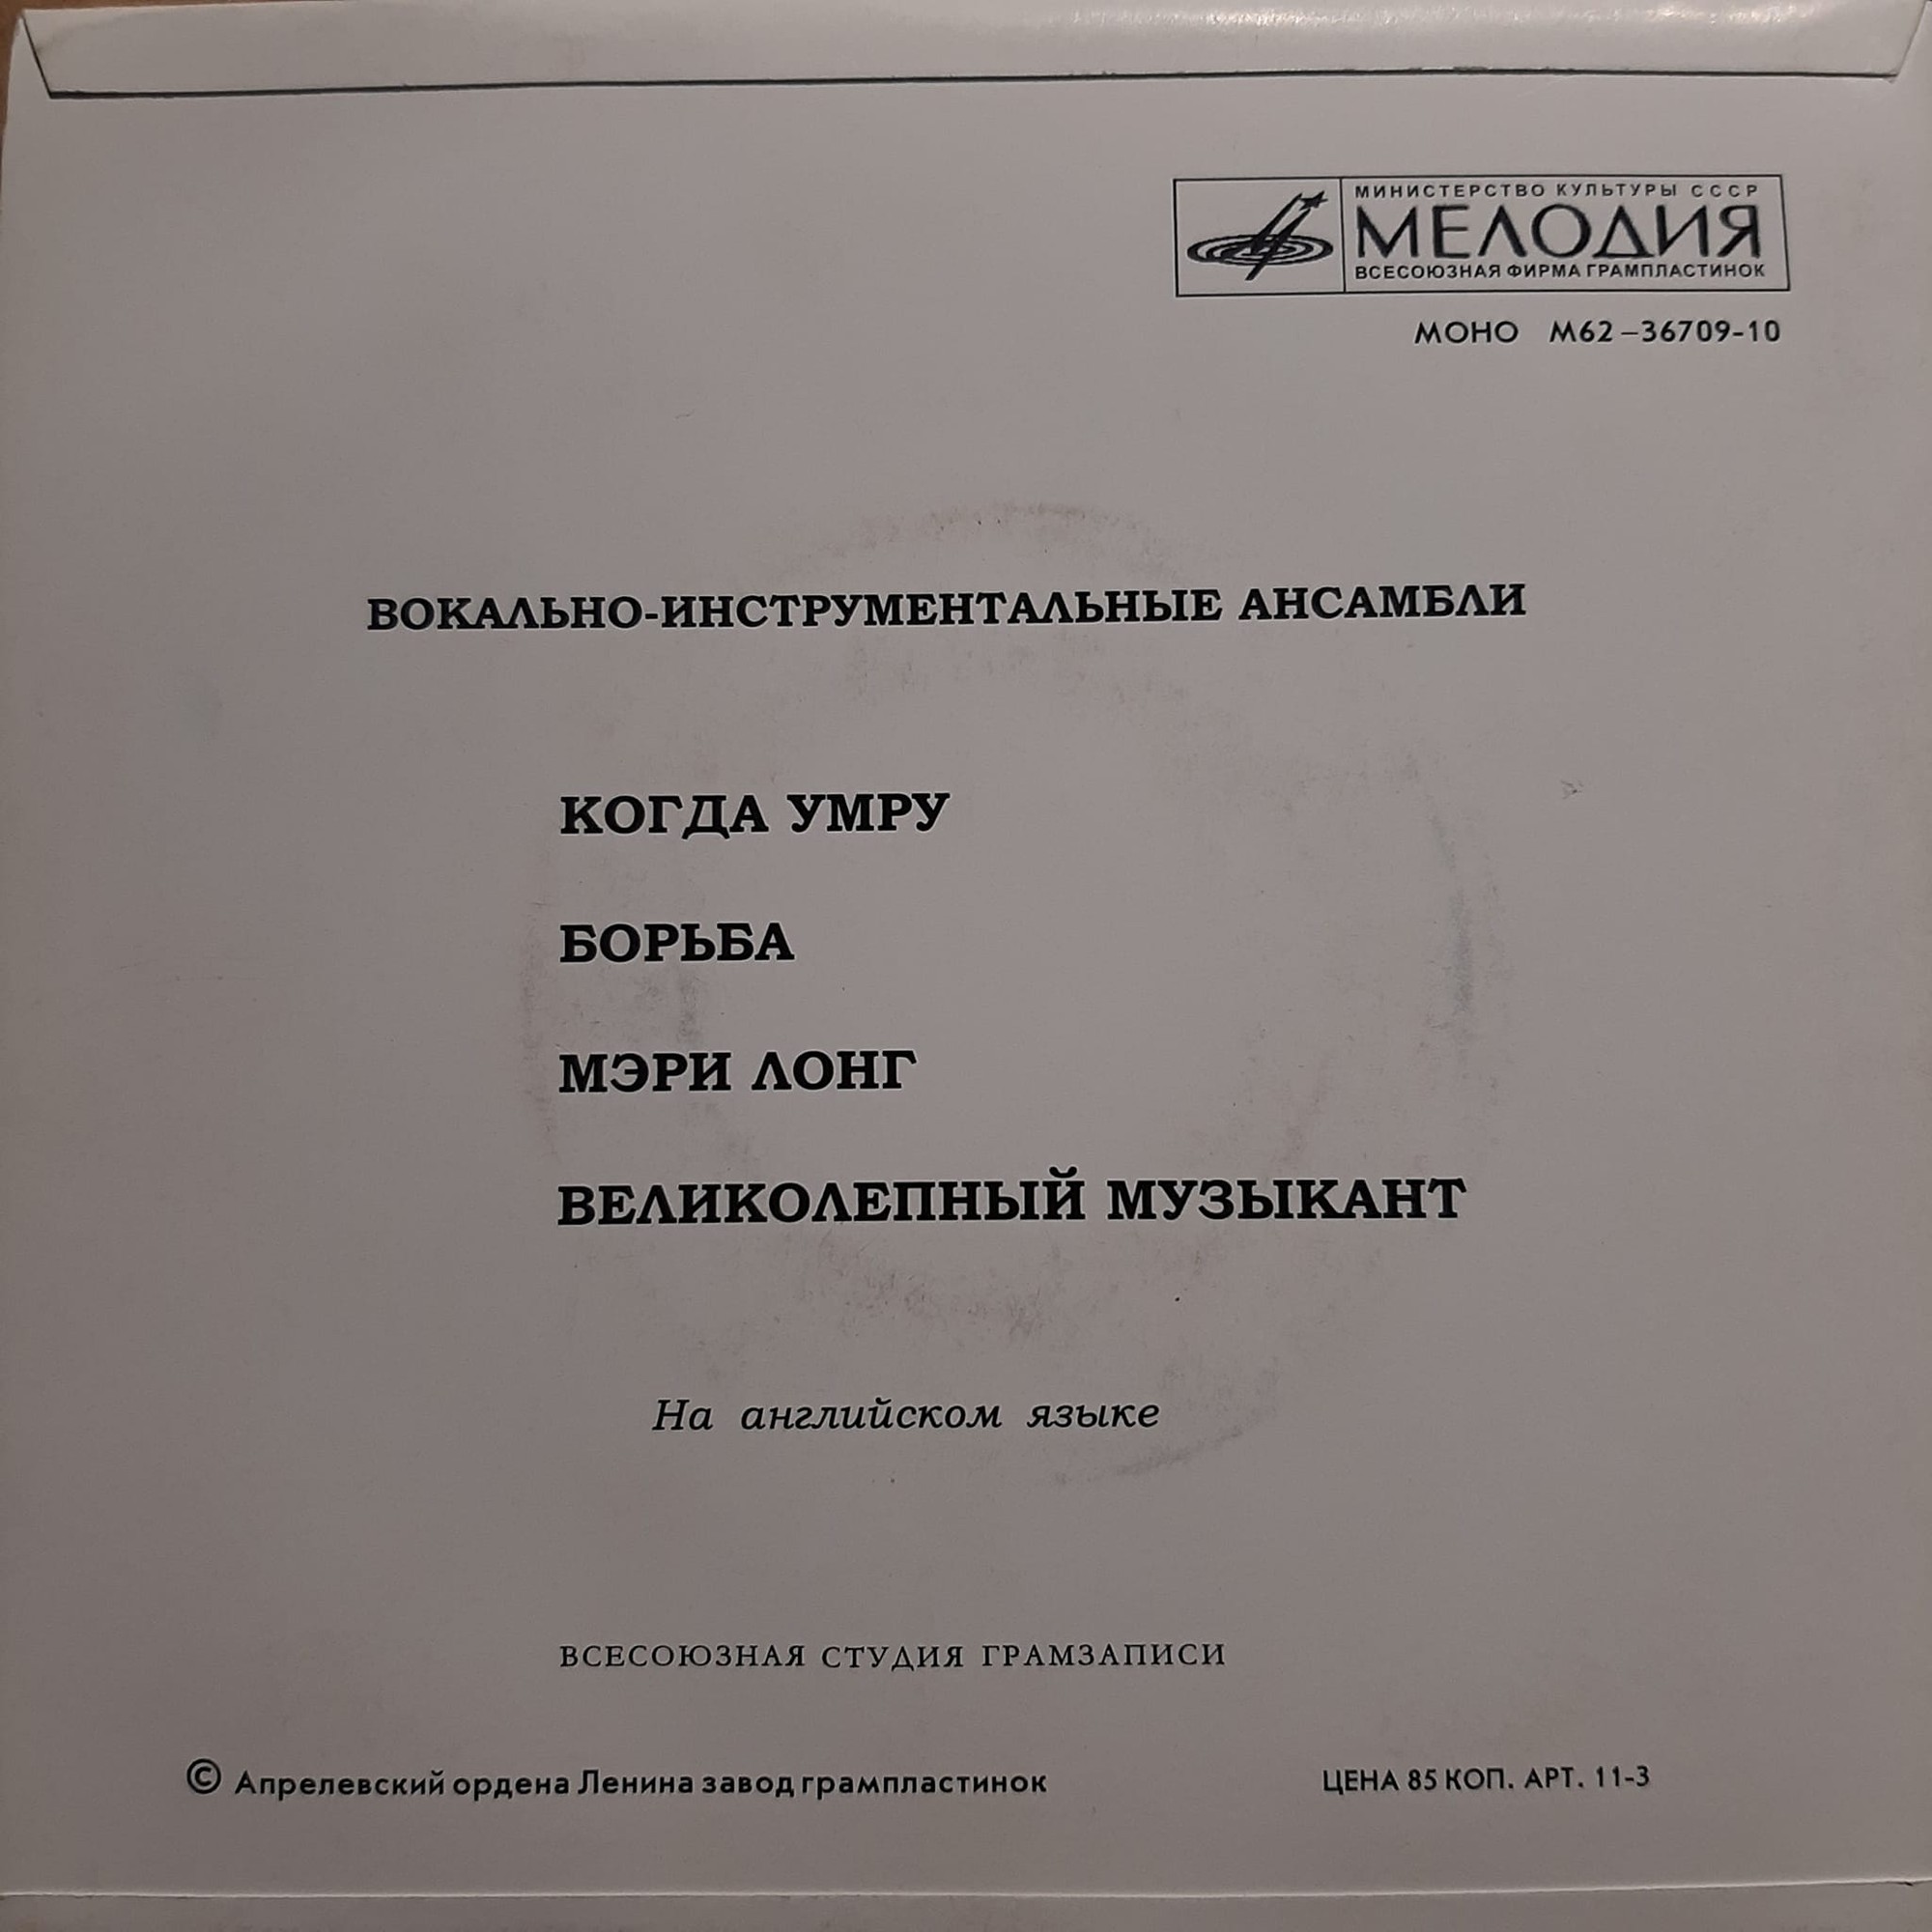 МИНИСТЕРСТВО КУЛЬТУРЫ СССР
МЕЛОДИЯ
ВСЕСОЮЗНАЯ ФИРМА ГРАМПЛАСТИНОК
МОНО М62–36709-10
ВОКАЛЬНО-ИНСТРУМЕНТАЛЬНЫЕ АНСАМБЛИ
КОГДА УМРУ
БОРЬБА
МЭРИ ЛОНГ
ВЕЛИКОЛЕПНЫЙ МУЗЫКАНТ
На английском языке
ВСЕСОЮЗНАЯ СТУДИЯ ГРАМЗАПИСИ
© Апрелевский ордена Ленина завод грампластинок
ЦЕНА 85 КОП. АРТ. 11-3